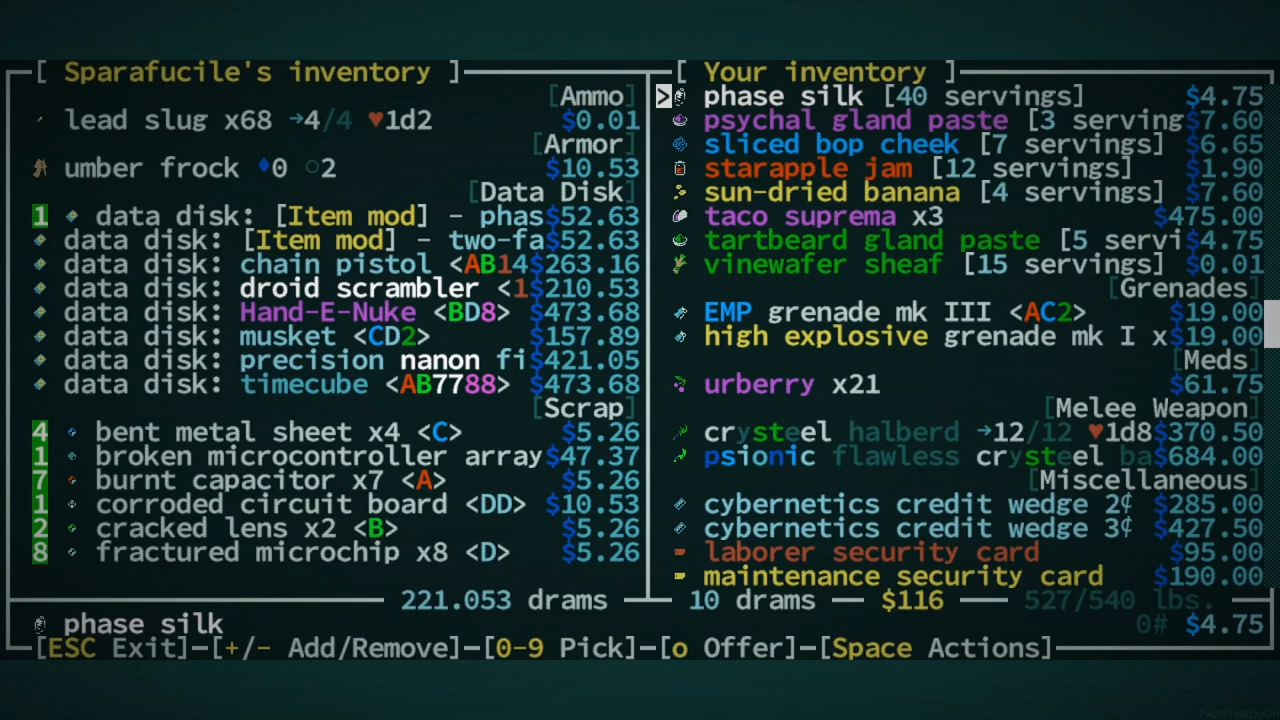 [ Sparafucile's inventory ]
[Ammo]
lead slug x68 →4/4 ♥1d2 $0.01
[Armor]
umber frock ♦0 ○2 $10.53
[Data Disk]
1 data disk: [Item mod] - phas $52.63
data disk: [Item mod] - two-fa $52.63
data disk: chain pistol <AB14 $263.16
data disk: droid scrambler <1 $210.53
data disk: Hand-E-Nuke <BD8> $473.68
data disk: musket <CD2> $157.89
data disk: precision nanon fi $421.05
data disk: timecube <AB7788> $473.68
[Scrap]
4 bent metal sheet x4 <C> $5.26
1 broken microcontroller array $47.37
7 burnt capacitor x7 <A> $5.26
1 corroded circuit board <DD> $10.53
2 cracked lens x2 <B> $5.26
8 fractured microchip x8 <D> $5.26
221.053 drams
[ Your inventory ]
> phase silk [40 servings] $4.75
psychal gland paste [3 serving $7.60
sliced bop cheek [7 servings] $6.65
starapple jam [12 servings] $1.90
sun-dried banana [4 servings] $7.60
taco suprema x3 $475.00
tartbeard gland paste [5 servi $4.75
vinewafer sheaf [15 servings] $0.01
[Grenades]
EMP grenade mk III <AC2> $19.00
high explosive grenade mk I x $19.00
[Meds]
urberry x21 $61.75
[Melee Weapon]
crysteel halberd →12/12 ♥1d8 $370.50
psionic flawless crysteel ba $684.00
[Miscellaneous]
cybernetics credit wedge 2¢ $285.00
cybernetics credit wedge 3¢ $427.50
laborer security card $95.00
maintenance security card $190.00
10 drams — $116 — 527/540 lbs.
phase silk 0# $4.75
[ESC Exit]-[+/- Add/Remove]-[0-9 Pick]-[o Offer]-[Space Actions]